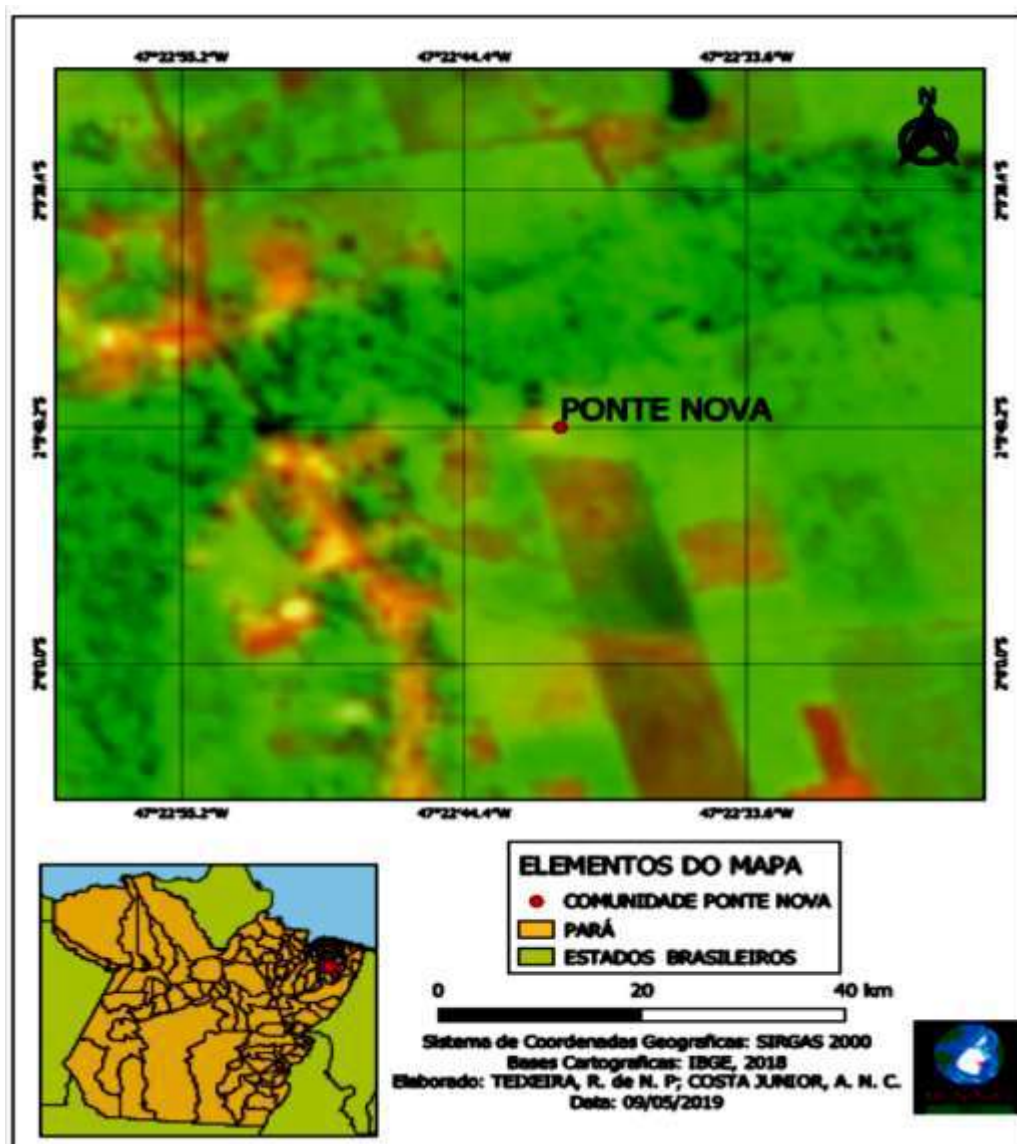 47°22'55.2"W 47°22'44.4"W 47°22'33.6"W
N
PONTE NOVA
47°22'55.2"W 47°22'44.4"W 47°22'33.6"W
ELEMENTOS DO MAPA
COMUNIDADE PONTE NOVA
PARÁ
ESTADOS BRASILEIROS
0 20 40 km
Sistema de Coordenadas Geograficas: SIRGAS 2000
Bases Cartograficas: IBGE, 2018
Elaborado: TEIXEIRA, R. de N. P; COSTA JUNIOR, A. N. C.
Data: 09/05/2019